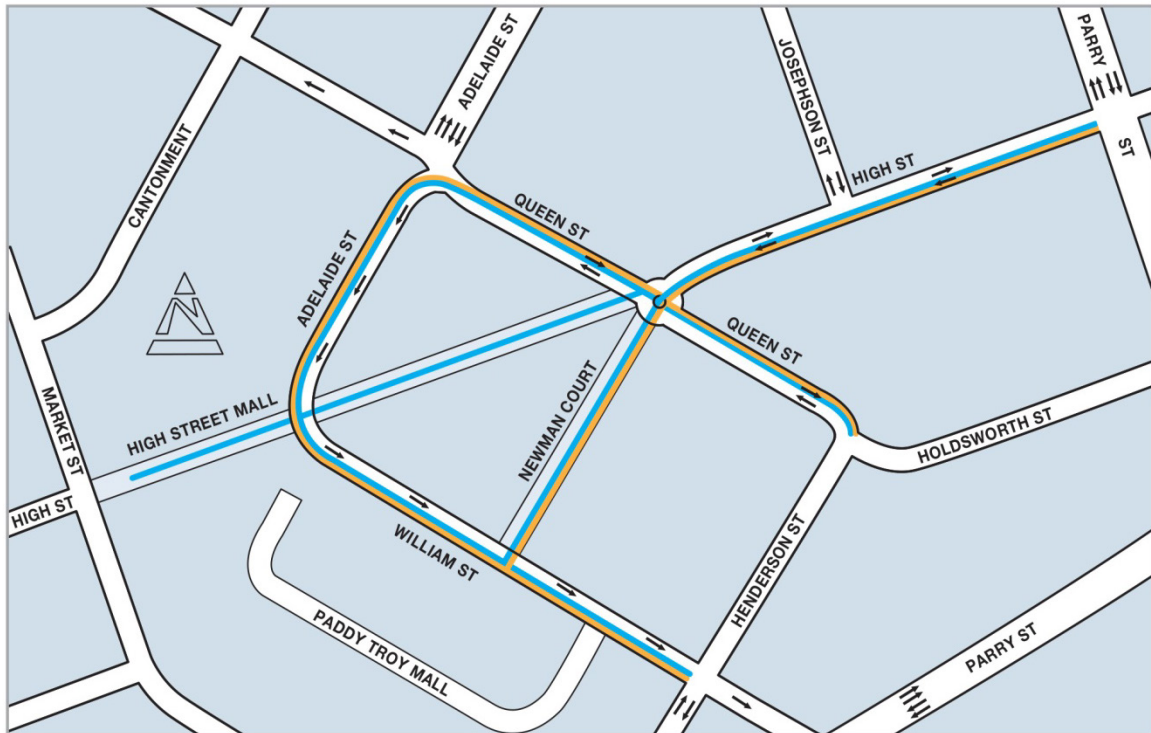 ADELAIDE ST
JOSEPHSON ST
PARRY
ST
CANTONMENT
HIGH ST
QUEEN ST
ADELAIDE ST
N
QUEEN ST
MARKET ST
HIGH STREET MALL
NEWMAN COURT
HOLDSWORTH ST
HIGH ST
WILLIAM ST
HENDERSON ST
PADDY TROY MALL
PARRY ST